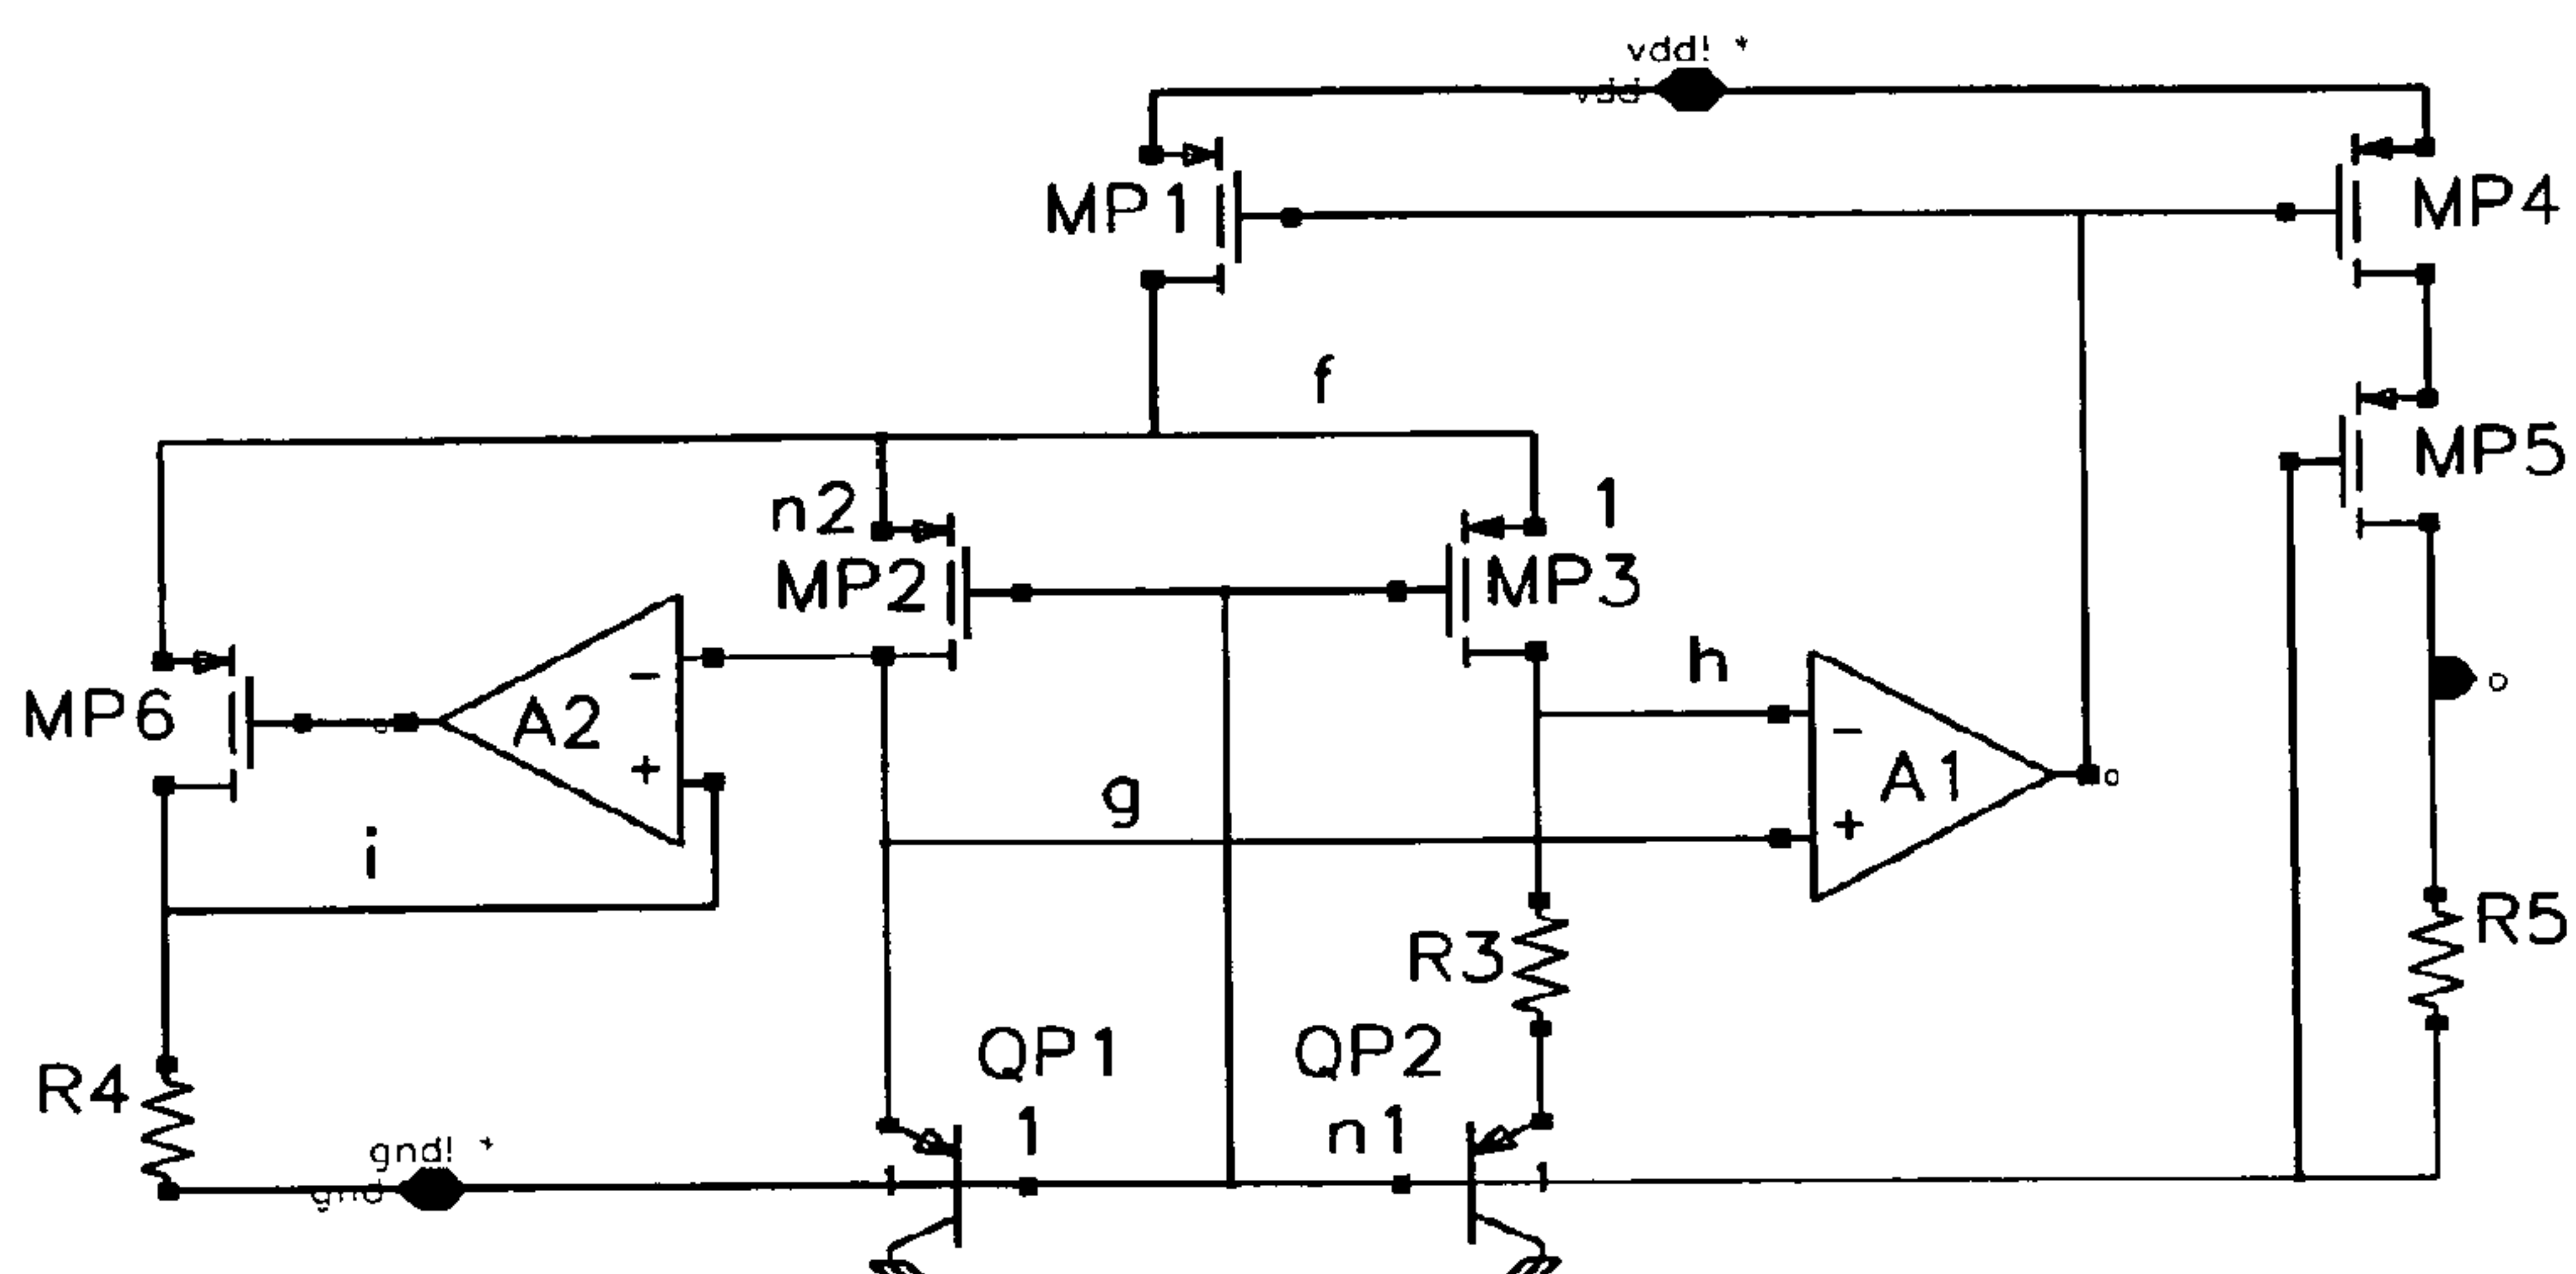 vdd! *
vdd
MP1
MP4
f
MP5
n2
1
MP2
MP3
h
MP6
A2
-
+
o
o
A1
-
+
o
g
i
R3
R5
QP1
QP2
R4
1
n1
gnd! *
gnd